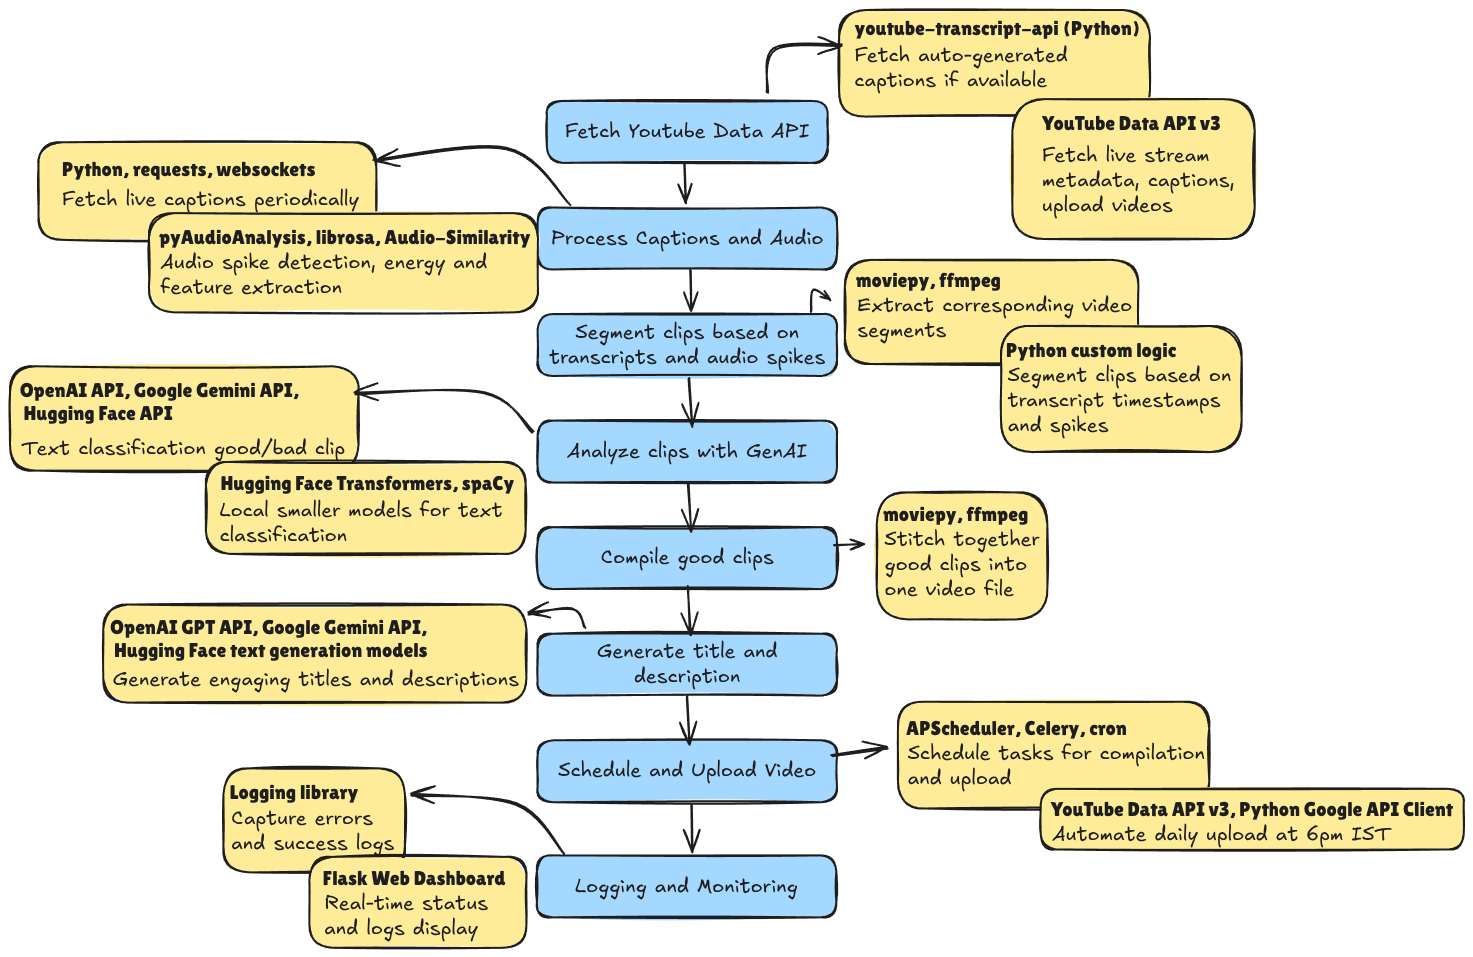 youtube-transcript-api (Python)
Fetch auto-generated
captions if available
Fetch Youtube Data API
YouTube Data API v3
Fetch live stream
metadata, captions,
upload videos
Python, requests, websockets
Fetch live captions periodically
pyAudioAnalysis, librosa, Audio-Similarity
Audio spike detection, energy and
feature extraction
Process Captions and Audio
moviepy, ffmpeg
Extract corresponding video
segments
Segment clips based on
transcripts and audio spikes
Python custom logic
Segment clips based on
transcript timestamps
and spikes
OpenAI API, Google Gemini API,
Hugging Face API
Text classification good/bad clip
Hugging Face Transformers, spaCy
Local smaller models for text
classification
Analyze clips with GenAI
moviepy, ffmpeg
Stitch together
good clips into
one video file
Compile good clips
OpenAI GPT API, Google Gemini API,
Hugging Face text generation models
Generate engaging titles and descriptions
Generate title and
description
APScheduler, Celery, cron
Schedule tasks for compilation
and upload
Schedule and Upload Video
YouTube Data API v3, Python Google API Client
Automate daily upload at 6pm IST
Logging library
Capture errors
and success logs
Flask Web Dashboard
Real-time status
and logs display
Logging and Monitoring